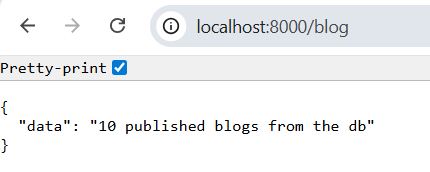 localhost:8000/blog
Pretty-print
{
  "data": "10 published blogs from the db"
}